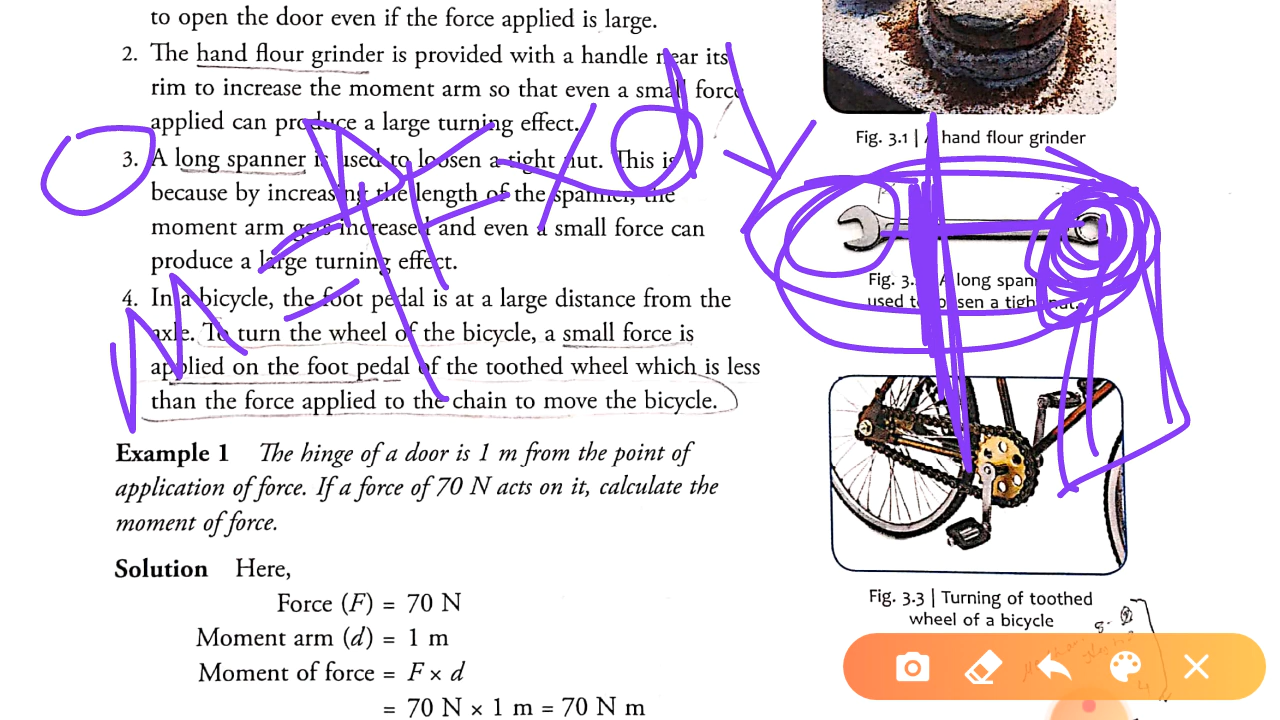 to open the door even if the force applied is large.
2. The hand flour grinder is provided with a handle near its
rim to increase the moment arm so that even a small force
applied can produce a large turning effect.
3. A long spanner is used to loosen a tight nut. This is
because by increasing the length of the spanner, the
moment arm gets increased and even a small force can
produce a large turning effect.
4. In a bicycle, the foot pedal is at a large distance from the
axle. To turn the wheel of the bicycle, a small force is
applied on the foot pedal of the toothed wheel which is less
than the force applied to the chain to move the bicycle.
M = F × d
Example 1 The hinge of a door is 1 m from the point of
application of force. If a force of 70 N acts on it, calculate the
moment of force.
Solution Here,
Force (F) = 70 N
Moment arm (d) = 1 m
Moment of force = F × d
= 70 N × 1 m = 70 N m
Fig. 3.1 | A hand flour grinder
Fig. 3. A long span
used to loosen a tight nut.
Fig. 3.3 | Turning of toothed
wheel of a bicycle